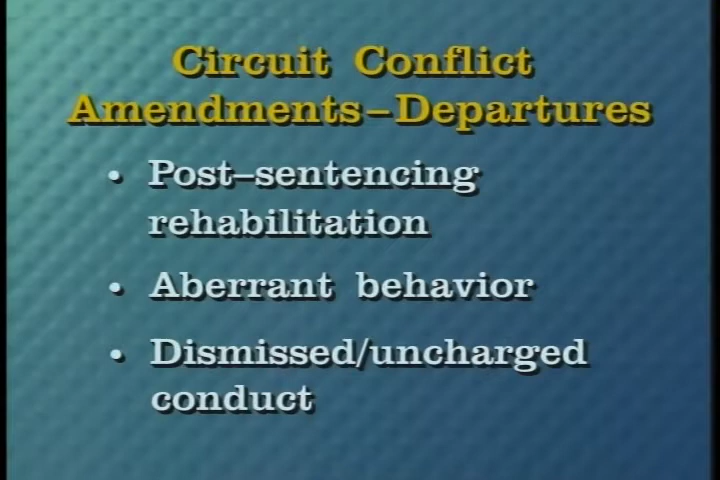 Circuit Conflict
Amendments–Departures
• Post–sentencing
rehabilitation
• Aberrant behavior
• Dismissed/uncharged
conduct